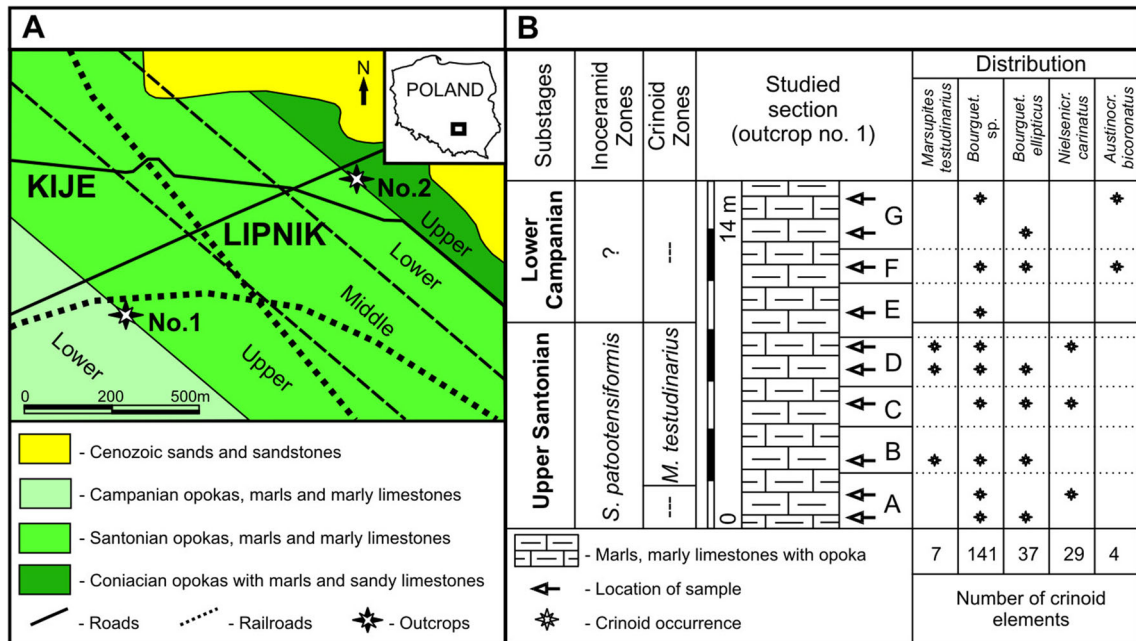 A
N
POLAND
KIJE
No.2
LIPNIK
Upper
Lower
Middle
No.1
Lower
Upper
0 200 500m
- Cenozoic sands and sandstones
- Campanian opokas, marls and marly limestones
- Santonian opokas, marls and marly limestones
- Coniacian opokas with marls and sandy limestones
- Roads - Railroads - Outcrops
B
Substages
Inoceramid
Zones
Crinoid
Zones
Studied
section
(outcrop no. 1)
Distribution
Marsupites
testudinarius
Bourguet.
sp.
Bourguet.
ellipticus
Nielsenicr.
carinatus
Austinocr.
bicoronatus
Lower
Campanian
?
---
14 m
G
F
E
Upper Santonian
S. patootensiformis
M. testudinarius
---
D
C
B
A
0
- Marls, marly limestones with opoka
- Location of sample
- Crinoid occurrence
7 141 37 29 4
Number of crinoid
elements